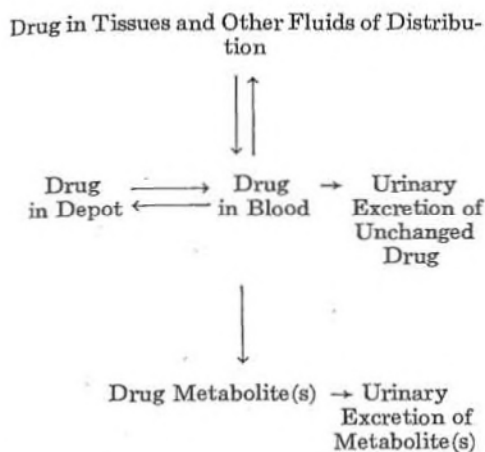 Drug in Tissues and Other Fluids of Distribu-
tion
Drug
in Depot
Drug
in Blood
Urinary
Excretion of
Unchanged
Drug
Drug Metabolite(s)
Urinary
Excretion of
Metabolite(s)